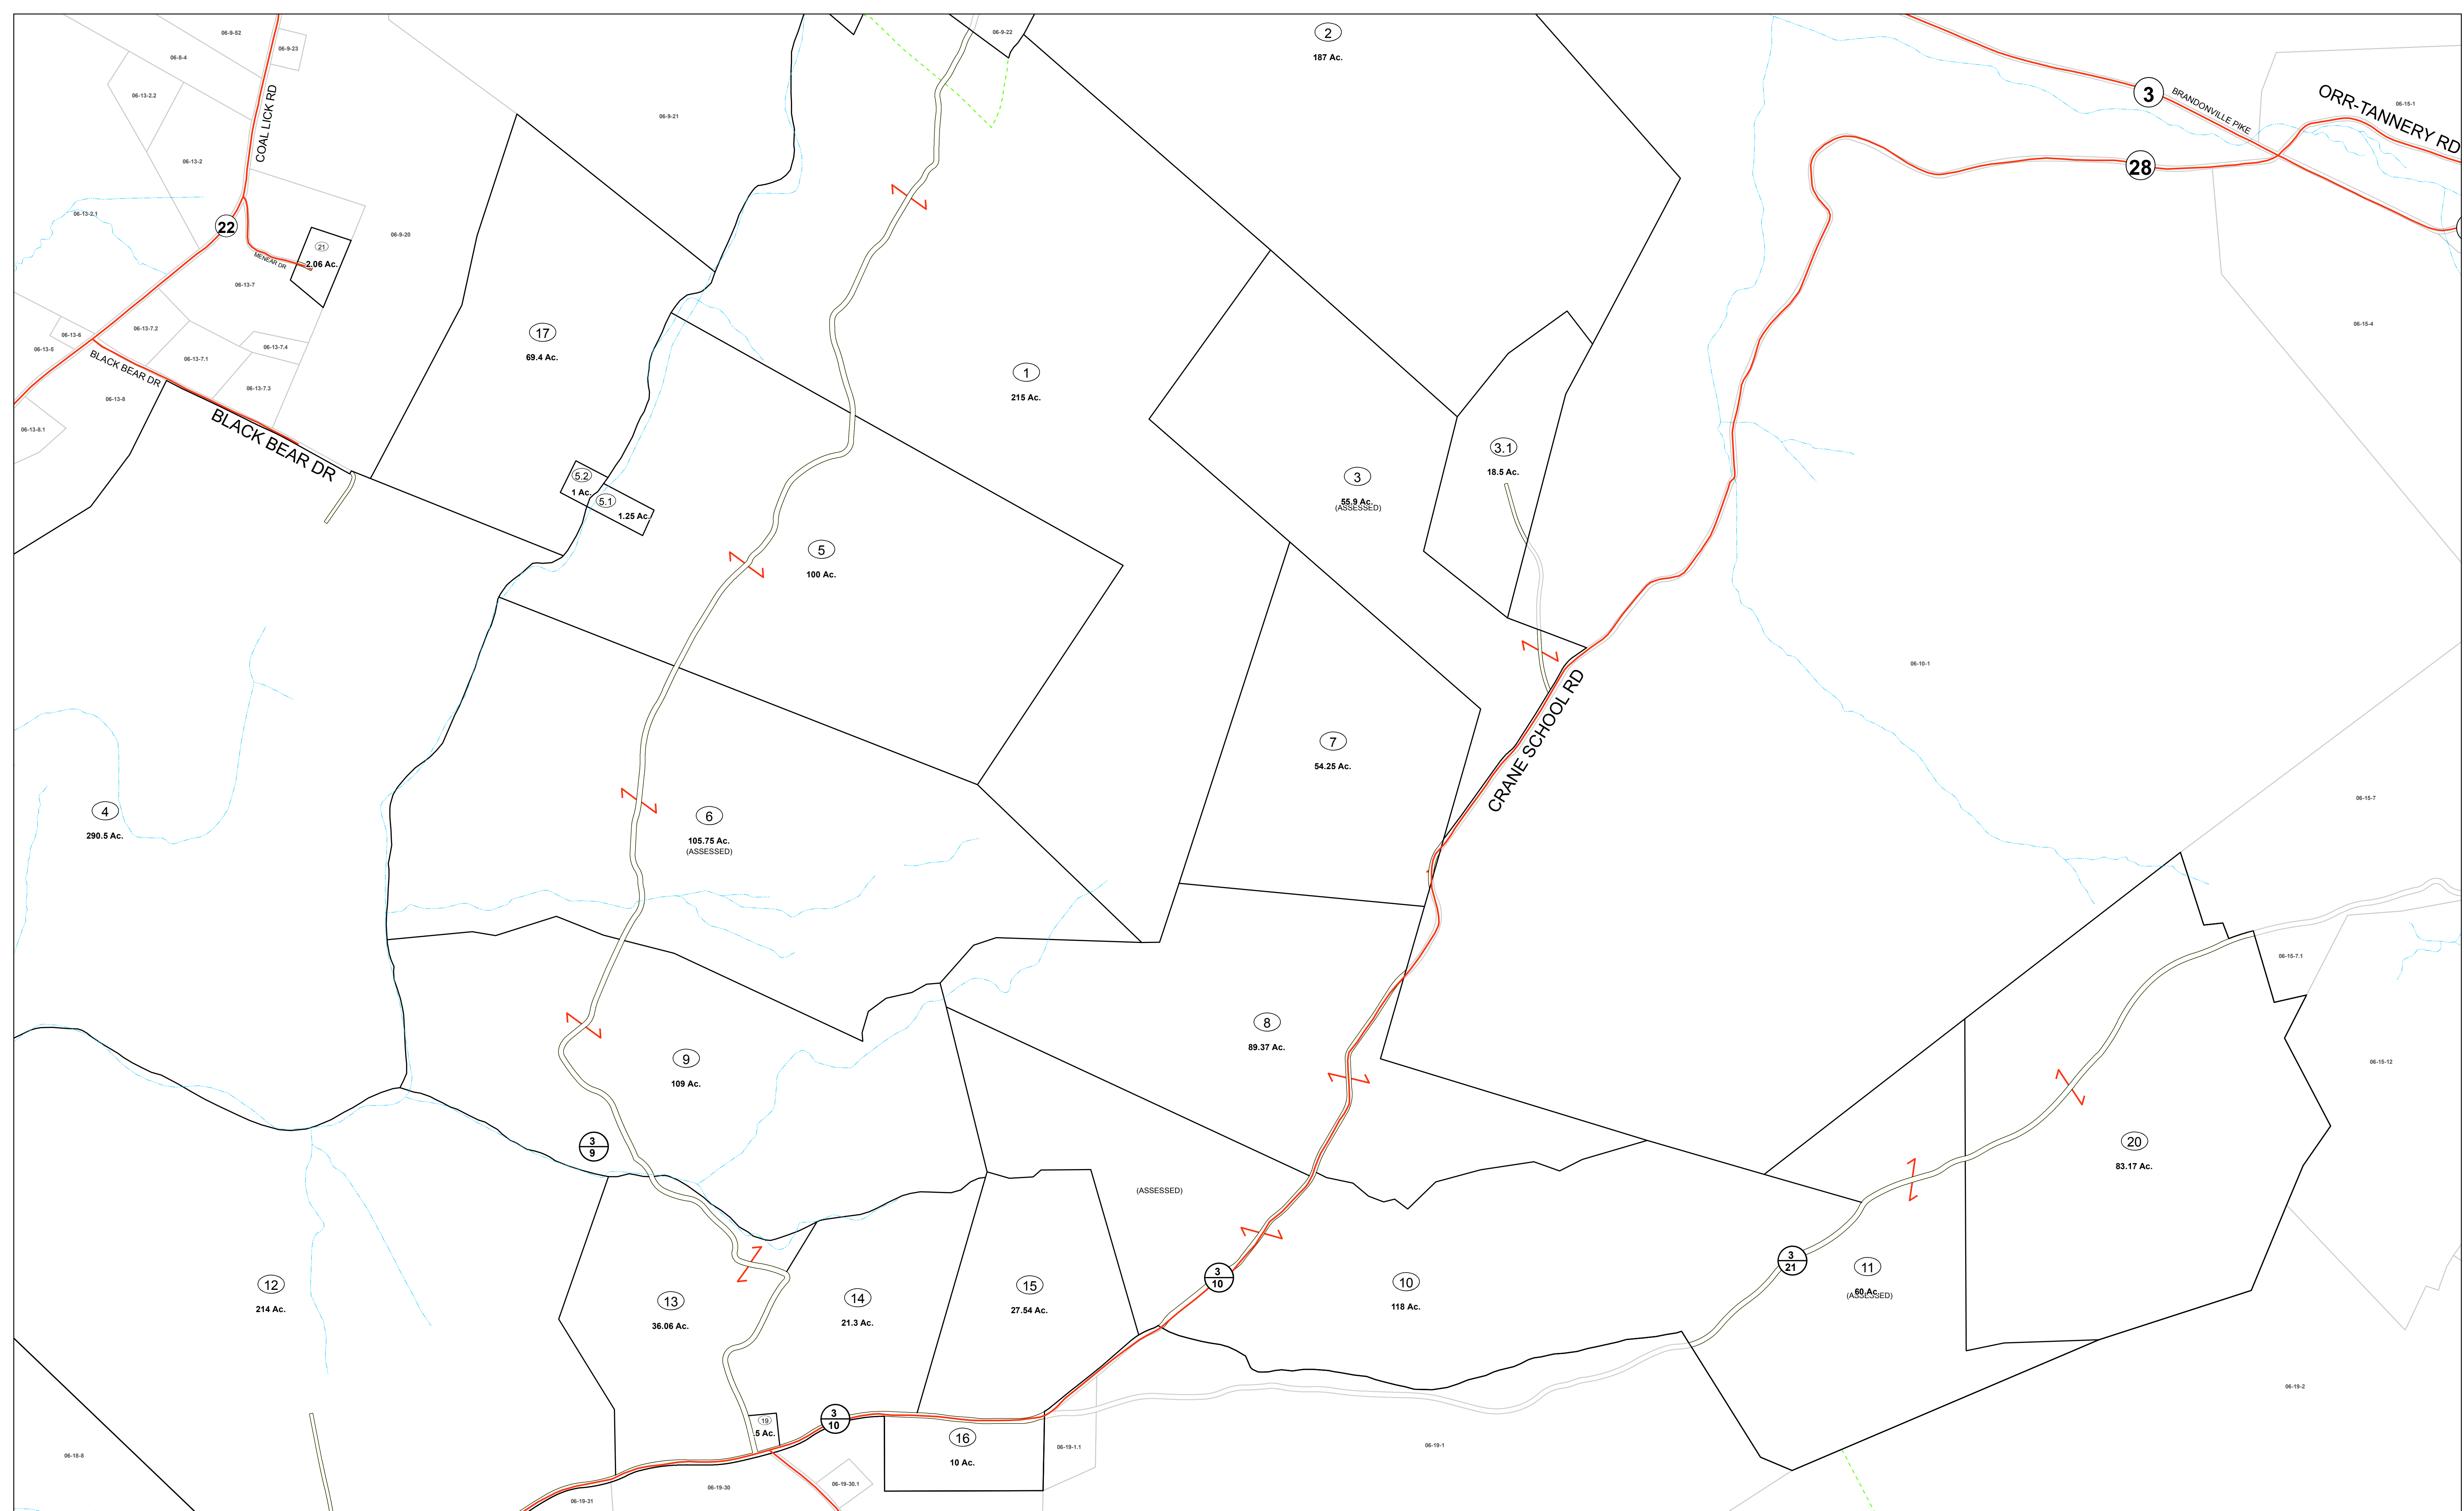 06-9-52
06-9-23
06-8-4
06-13-2.2
COAL LICK RD
06-13-2
06-13-2.1
22
21
2.06 Ac.
MENEAR DR
06-13-7
06-9-20
06-9-21
06-9-22
2
187 Ac.
3
BRANDONVILLE PIKE
ORR-TANNERY RD
06-15-1
28
06-15-4
06-13-6
06-13-5
06-13-7.2
06-13-7.1
06-13-7.4
06-13-7.3
BLACK BEAR DR
06-13-8
06-13-8.1
BLACK BEAR DR
17
69.4 Ac.
1
215 Ac.
5.2
1 Ac.
5.1
1.25 Ac.
5
100 Ac.
3
55.9 Ac.
(ASSESSED)
3.1
18.5 Ac.
06-10-1
7
54.25 Ac.
CRANE SCHOOL RD
06-15-7
4
290.5 Ac.
6
105.75 Ac.
(ASSESSED)
8
89.37 Ac.
9
109 Ac.
3
9
06-15-7.1
06-15-12
20
83.17 Ac.
(ASSESSED)
12
214 Ac.
13
36.06 Ac.
14
21.3 Ac.
15
27.54 Ac.
3
10
10
118 Ac.
3
21
11
60 Ac.
(ASSESSED)
06-19-2
19
.5 Ac.
3
10
16
10 Ac.
06-19-1.1
06-19-1
06-18-8
06-19-31
06-19-30
06-19-30.1